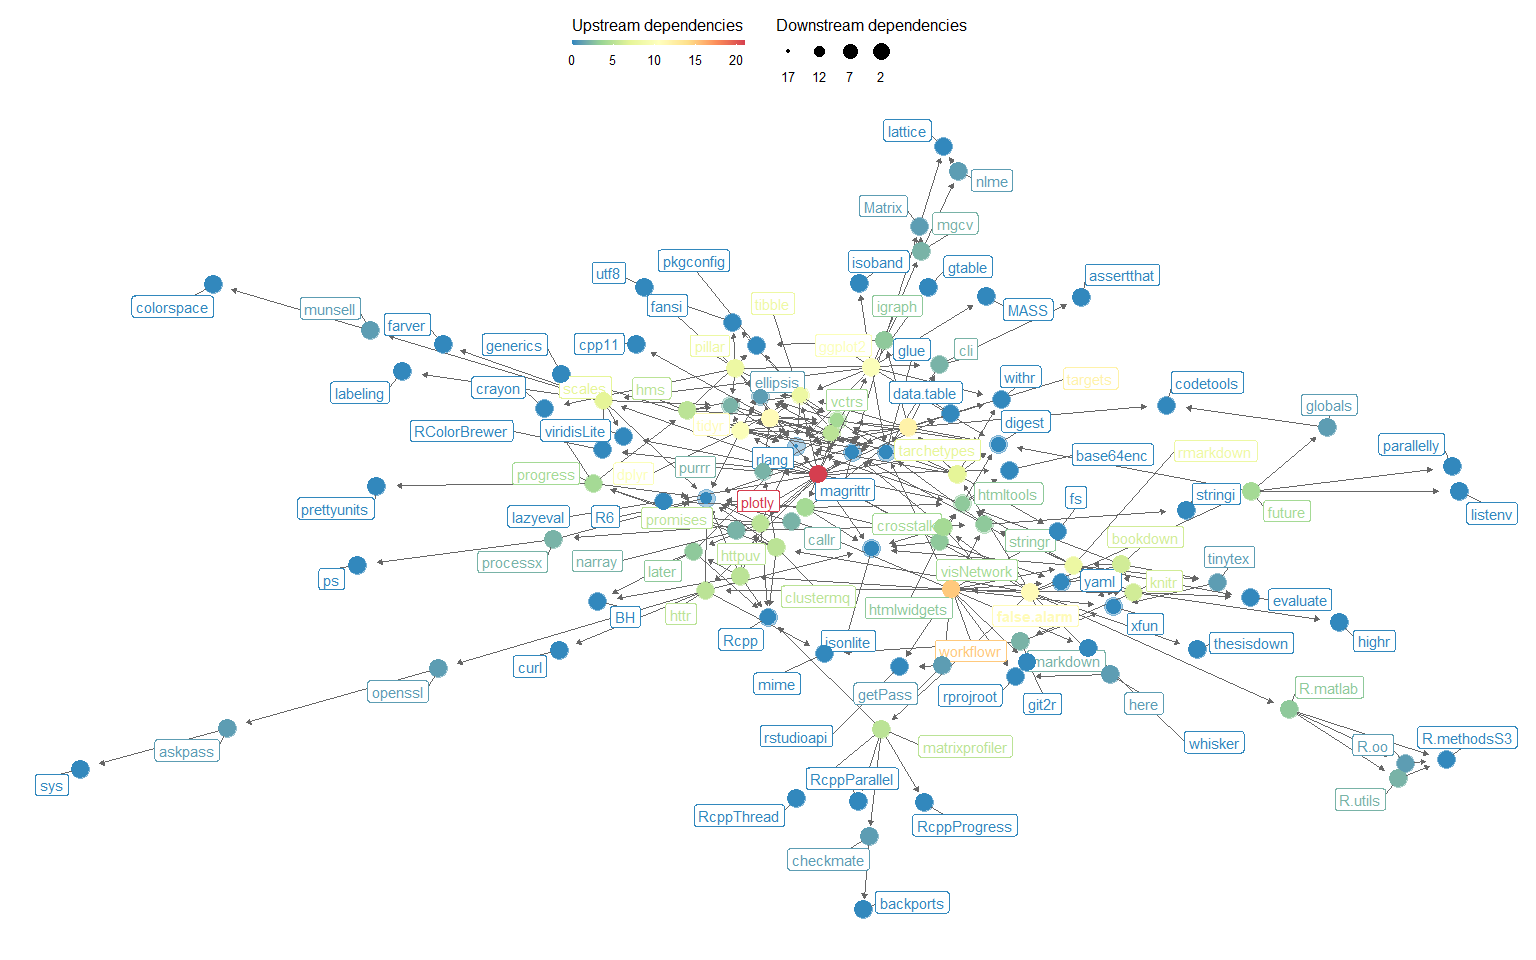 Upstream dependencies
Downstream dependencies
0 5 10 15 20
17 12 7 2
lattice
nlme
Matrix
mgcv
pkgconfig
isoband
gtable
utf8
assertthat
colorspace
munsell
fansi
tibble
igraph
MASS
farver
generics
cpp11
pillar
ggplot2
glue
cli
labeling
crayon
scales
hms
ellipsis
data.table
withr
targets
codetools
vctrs
globals
RColorBrewer
viridisLite
tidyr
digest
parallelly
rlang
tarchetypes
rmarkdown
base64enc
progress
dplyr
purrr
prettyunits
plotly
magrittr
htmltools
fs
stringi
future
listenv
lazyeval
R6
promises
crosstalk
callr
stringr
bookdown
ps
processx
narray
later
httpuv
visNetwork
yaml
knitr
tinytex
httr
BH
clustermq
htmlwidgets
false.alarm
evaluate
xfun
Rcpp
jsonlite
thesisdown
highr
curl
workflowr
markdown
openssl
mime
getPass
rprojroot
git2r
here
R.matlab
askpass
rstudioapi
matrixprofiler
whisker
R.oo
R.methodsS3
sys
RcppParallel
R.utils
RcppThread
RcppProgress
checkmate
backports